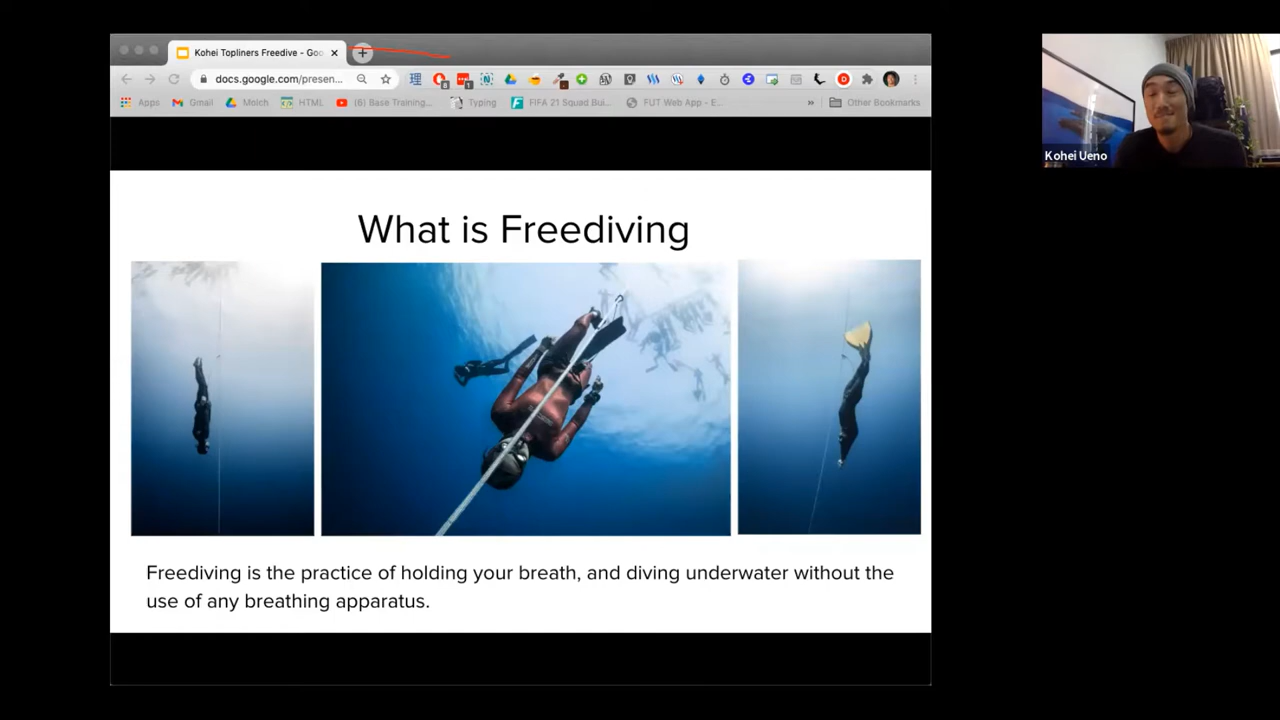 Kohei Topliners Freedive - Goo
docs.google.com/presen...
Apps
Gmail
Melch
HTML
(6) Base Training...
Typing
FIFA 21 Squad Bui...
FUT Web App - E...
»
Other Bookmarks
Kohei Ueno
What is Freediving
Freediving is the practice of holding your breath, and diving underwater without the
use of any breathing apparatus.